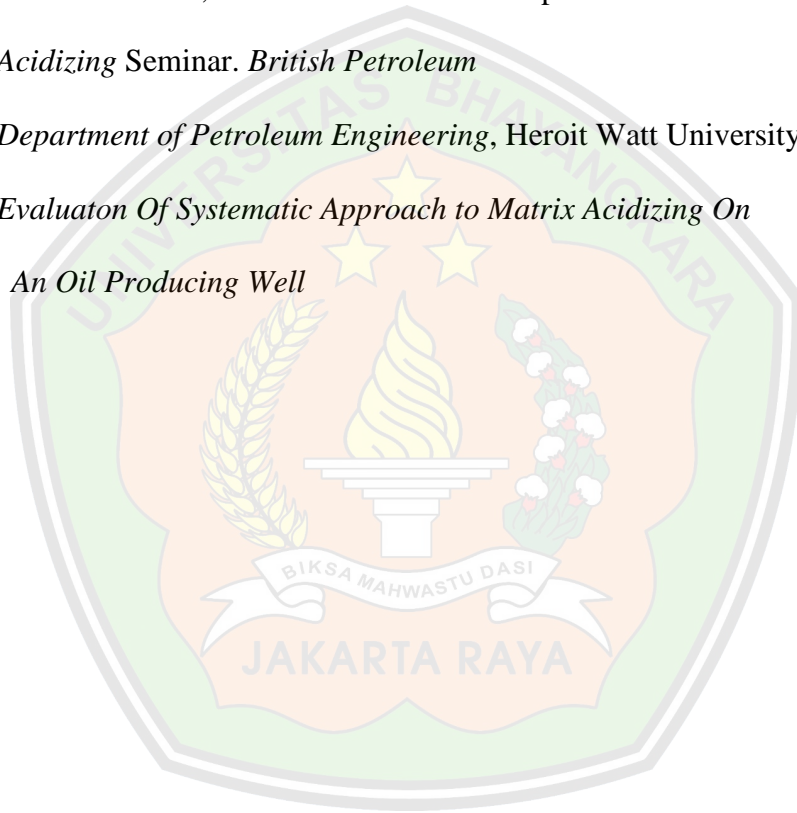 Acidizing Seminar. British Petroleum
Department of Petroleum Engineering, Heroit Watt University
Evaluaton Of Systematic Approach to Matrix Acidizing On
An Oil Producing Well
UNIVERSITAS BHAYANGKARA
BIKSA MAHWASTU DASI
JAKARTA RAYA